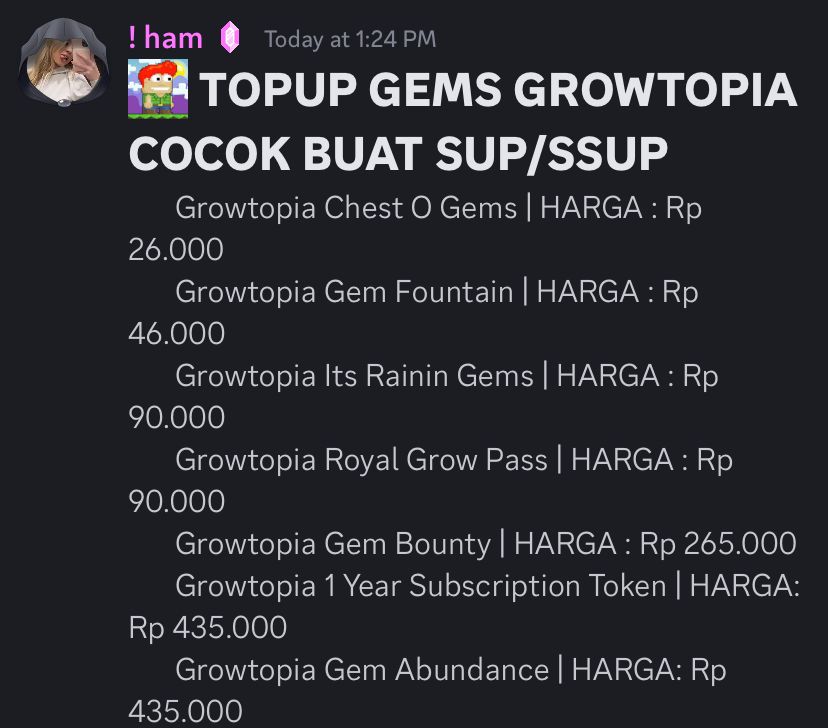 ! ham Today at 1:24 PM
TOPUP GEMS GROWTOPIA
COCOK BUAT SUP/SSUP
Growtopia Chest O Gems | HARGA : Rp
26.000
Growtopia Gem Fountain | HARGA : Rp
46.000
Growtopia Its Rainin Gems | HARGA : Rp
90.000
Growtopia Royal Grow Pass | HARGA : Rp
90.000
Growtopia Gem Bounty | HARGA : Rp 265.000
Growtopia 1 Year Subscription Token | HARGA:
Rp 435.000
Growtopia Gem Abundance | HARGA: Rp
435.000